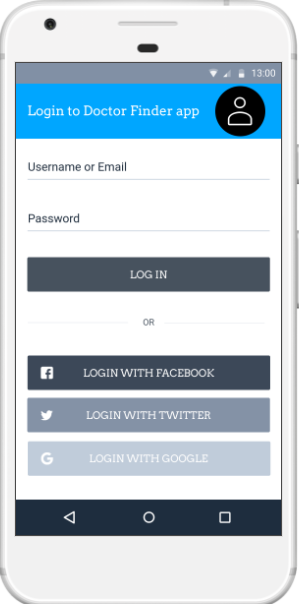 13:00
Login to Doctor Finder app
Username or Email
Password
LOG IN
OR
LOGIN WITH FACEBOOK
LOGIN WITH TWITTER
LOGIN WITH GOOGLE